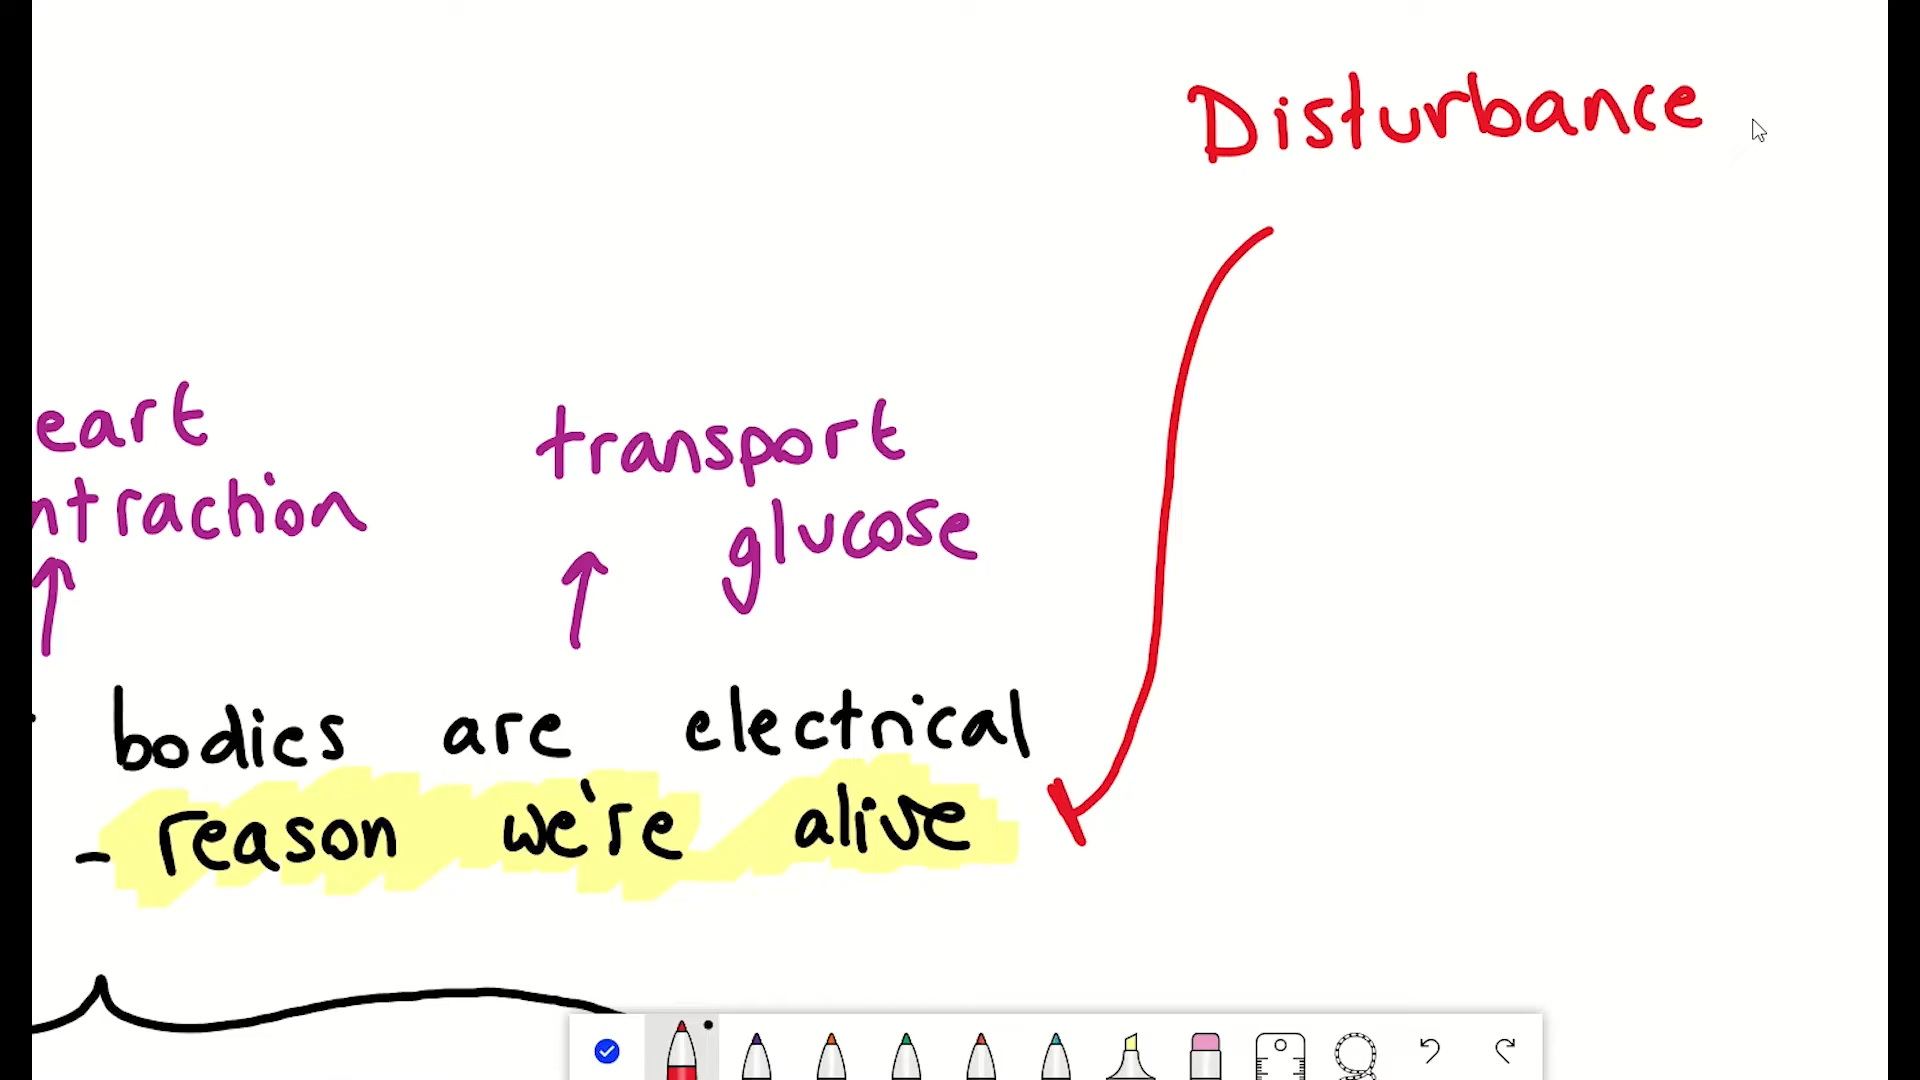 Disturbance
eart
ntraction
transport
glucose
bodies are electrical
- reason we're alive